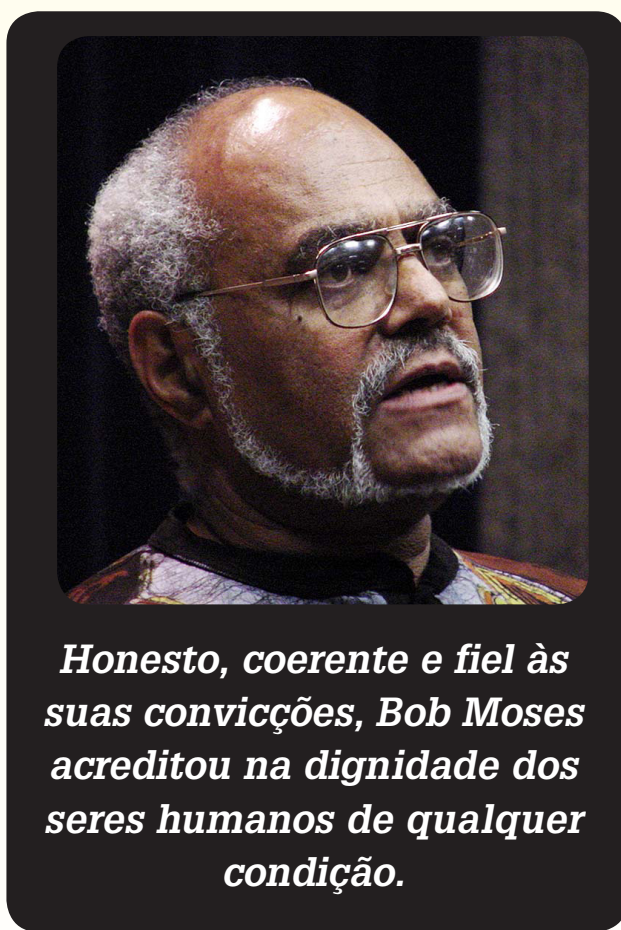 Honesto, coerente e fiel às
suas convicções, Bob Moses
acreditou na dignidade dos
seres humanos de qualquer
condição.